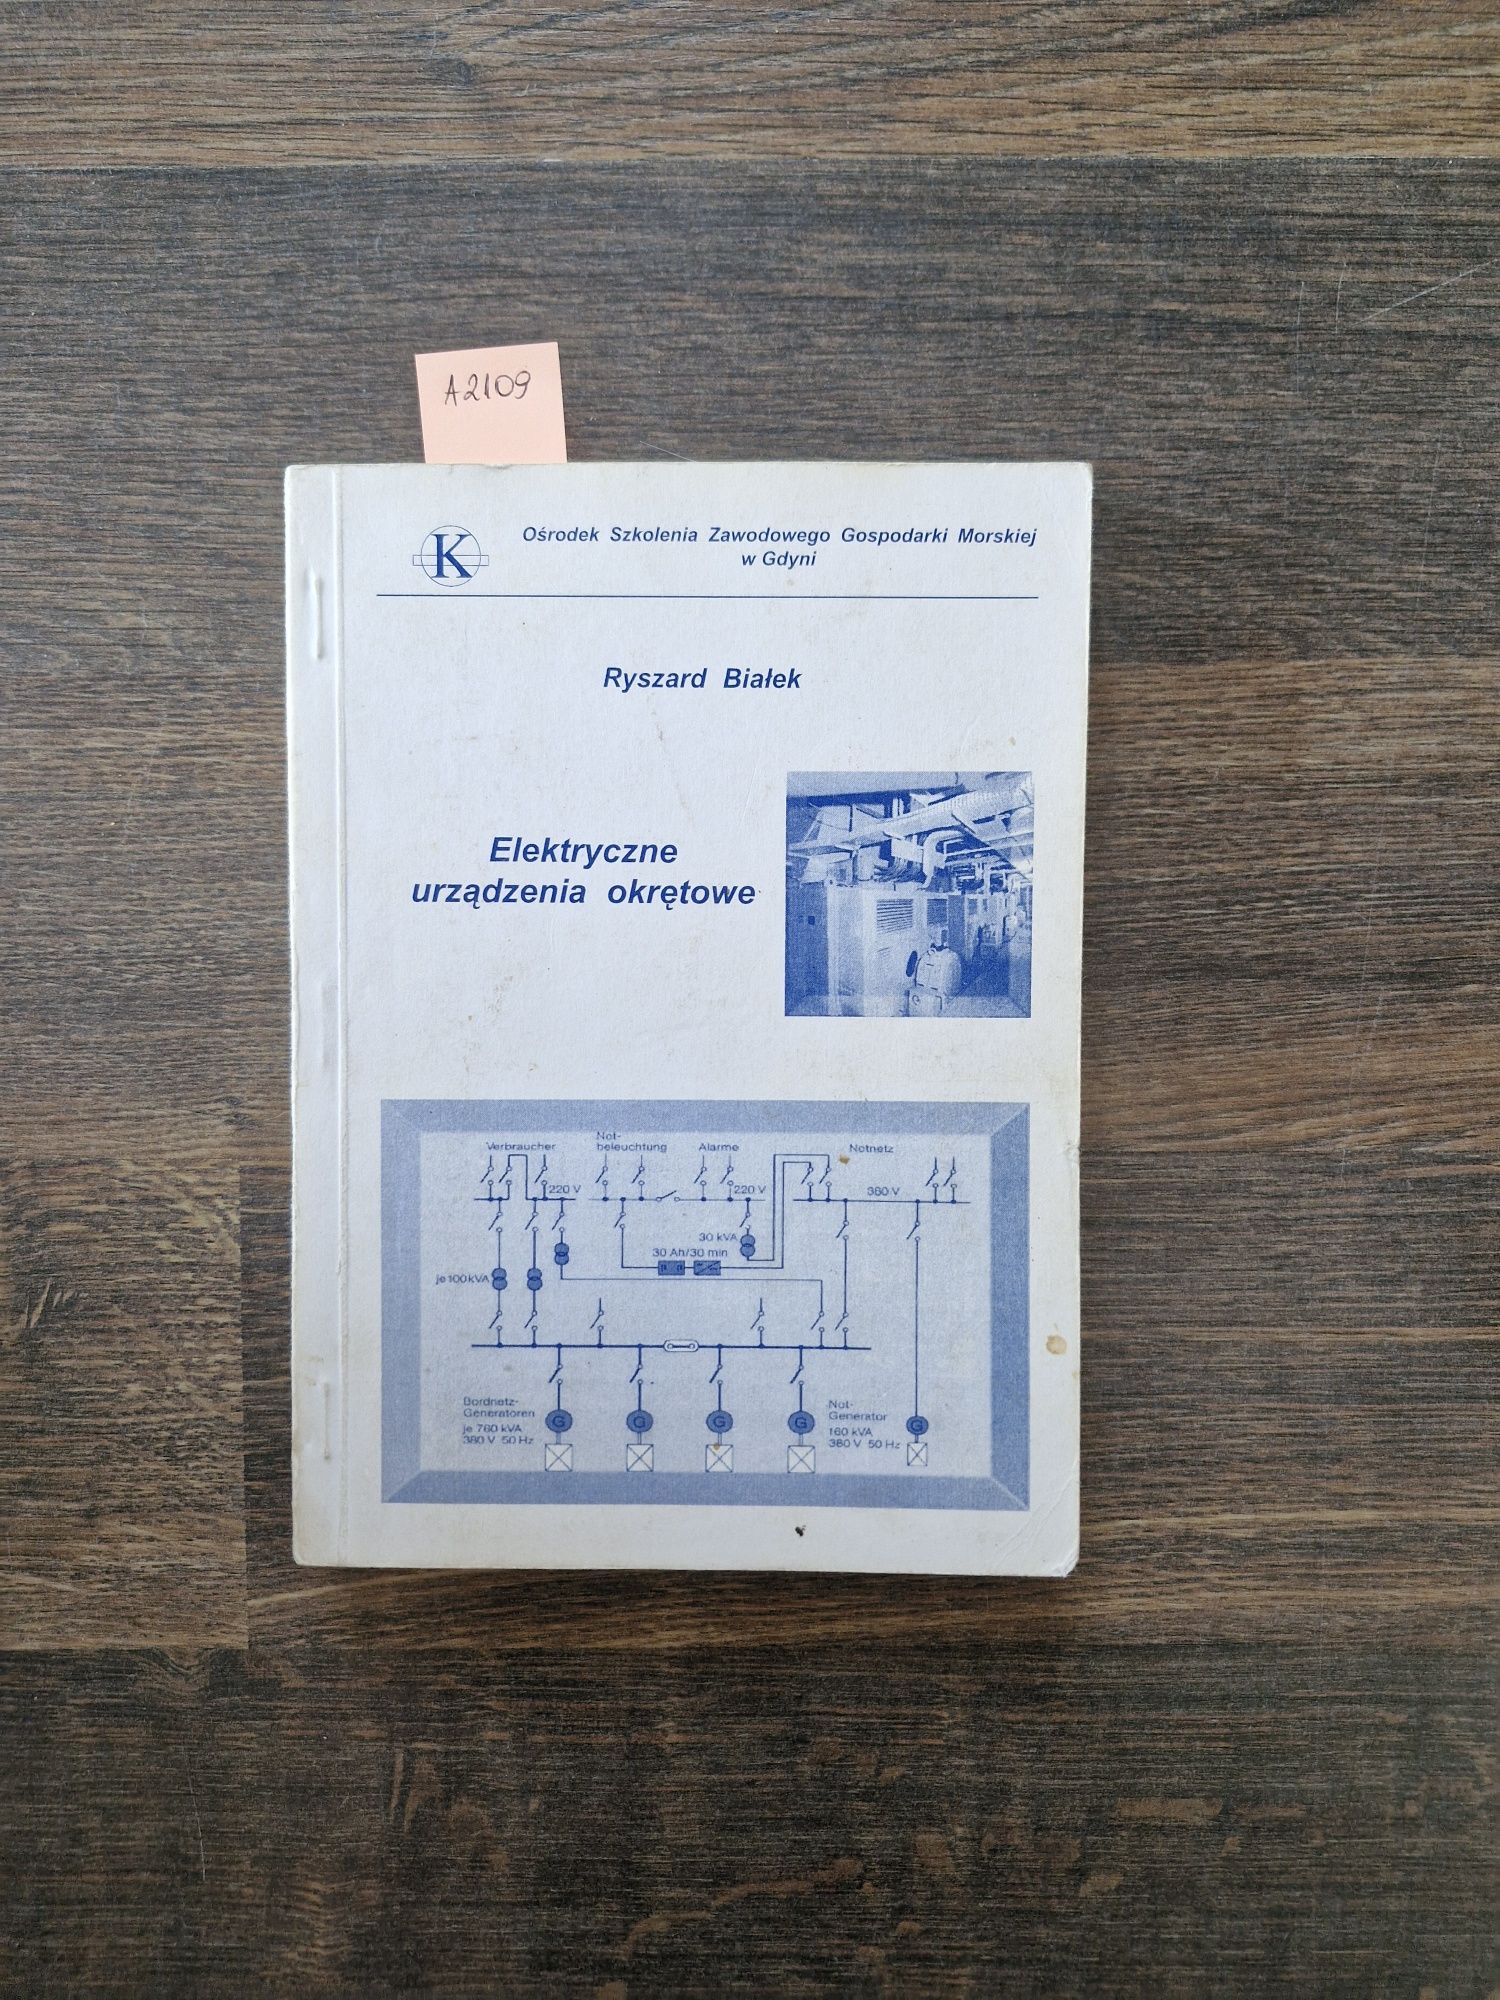 A2109
K
Ośrodek Szkolenia Zawodowego Gospodarki Morskiej
w Gdyni
Ryszard Białek
Elektryczne
urządzenia okrętowe
Verbraucher
Not-
beleuchtung
Alarme
Notnetz
220 V
220 V
380 V
30 kVA
30 Ah/30 min
je 100kVA
Bordnetz-
Generatoren
je 760 kVA
380 V 50 Hz
G
G
G
G
Not-
Generator
160 kVA
380 V 50 Hz
G